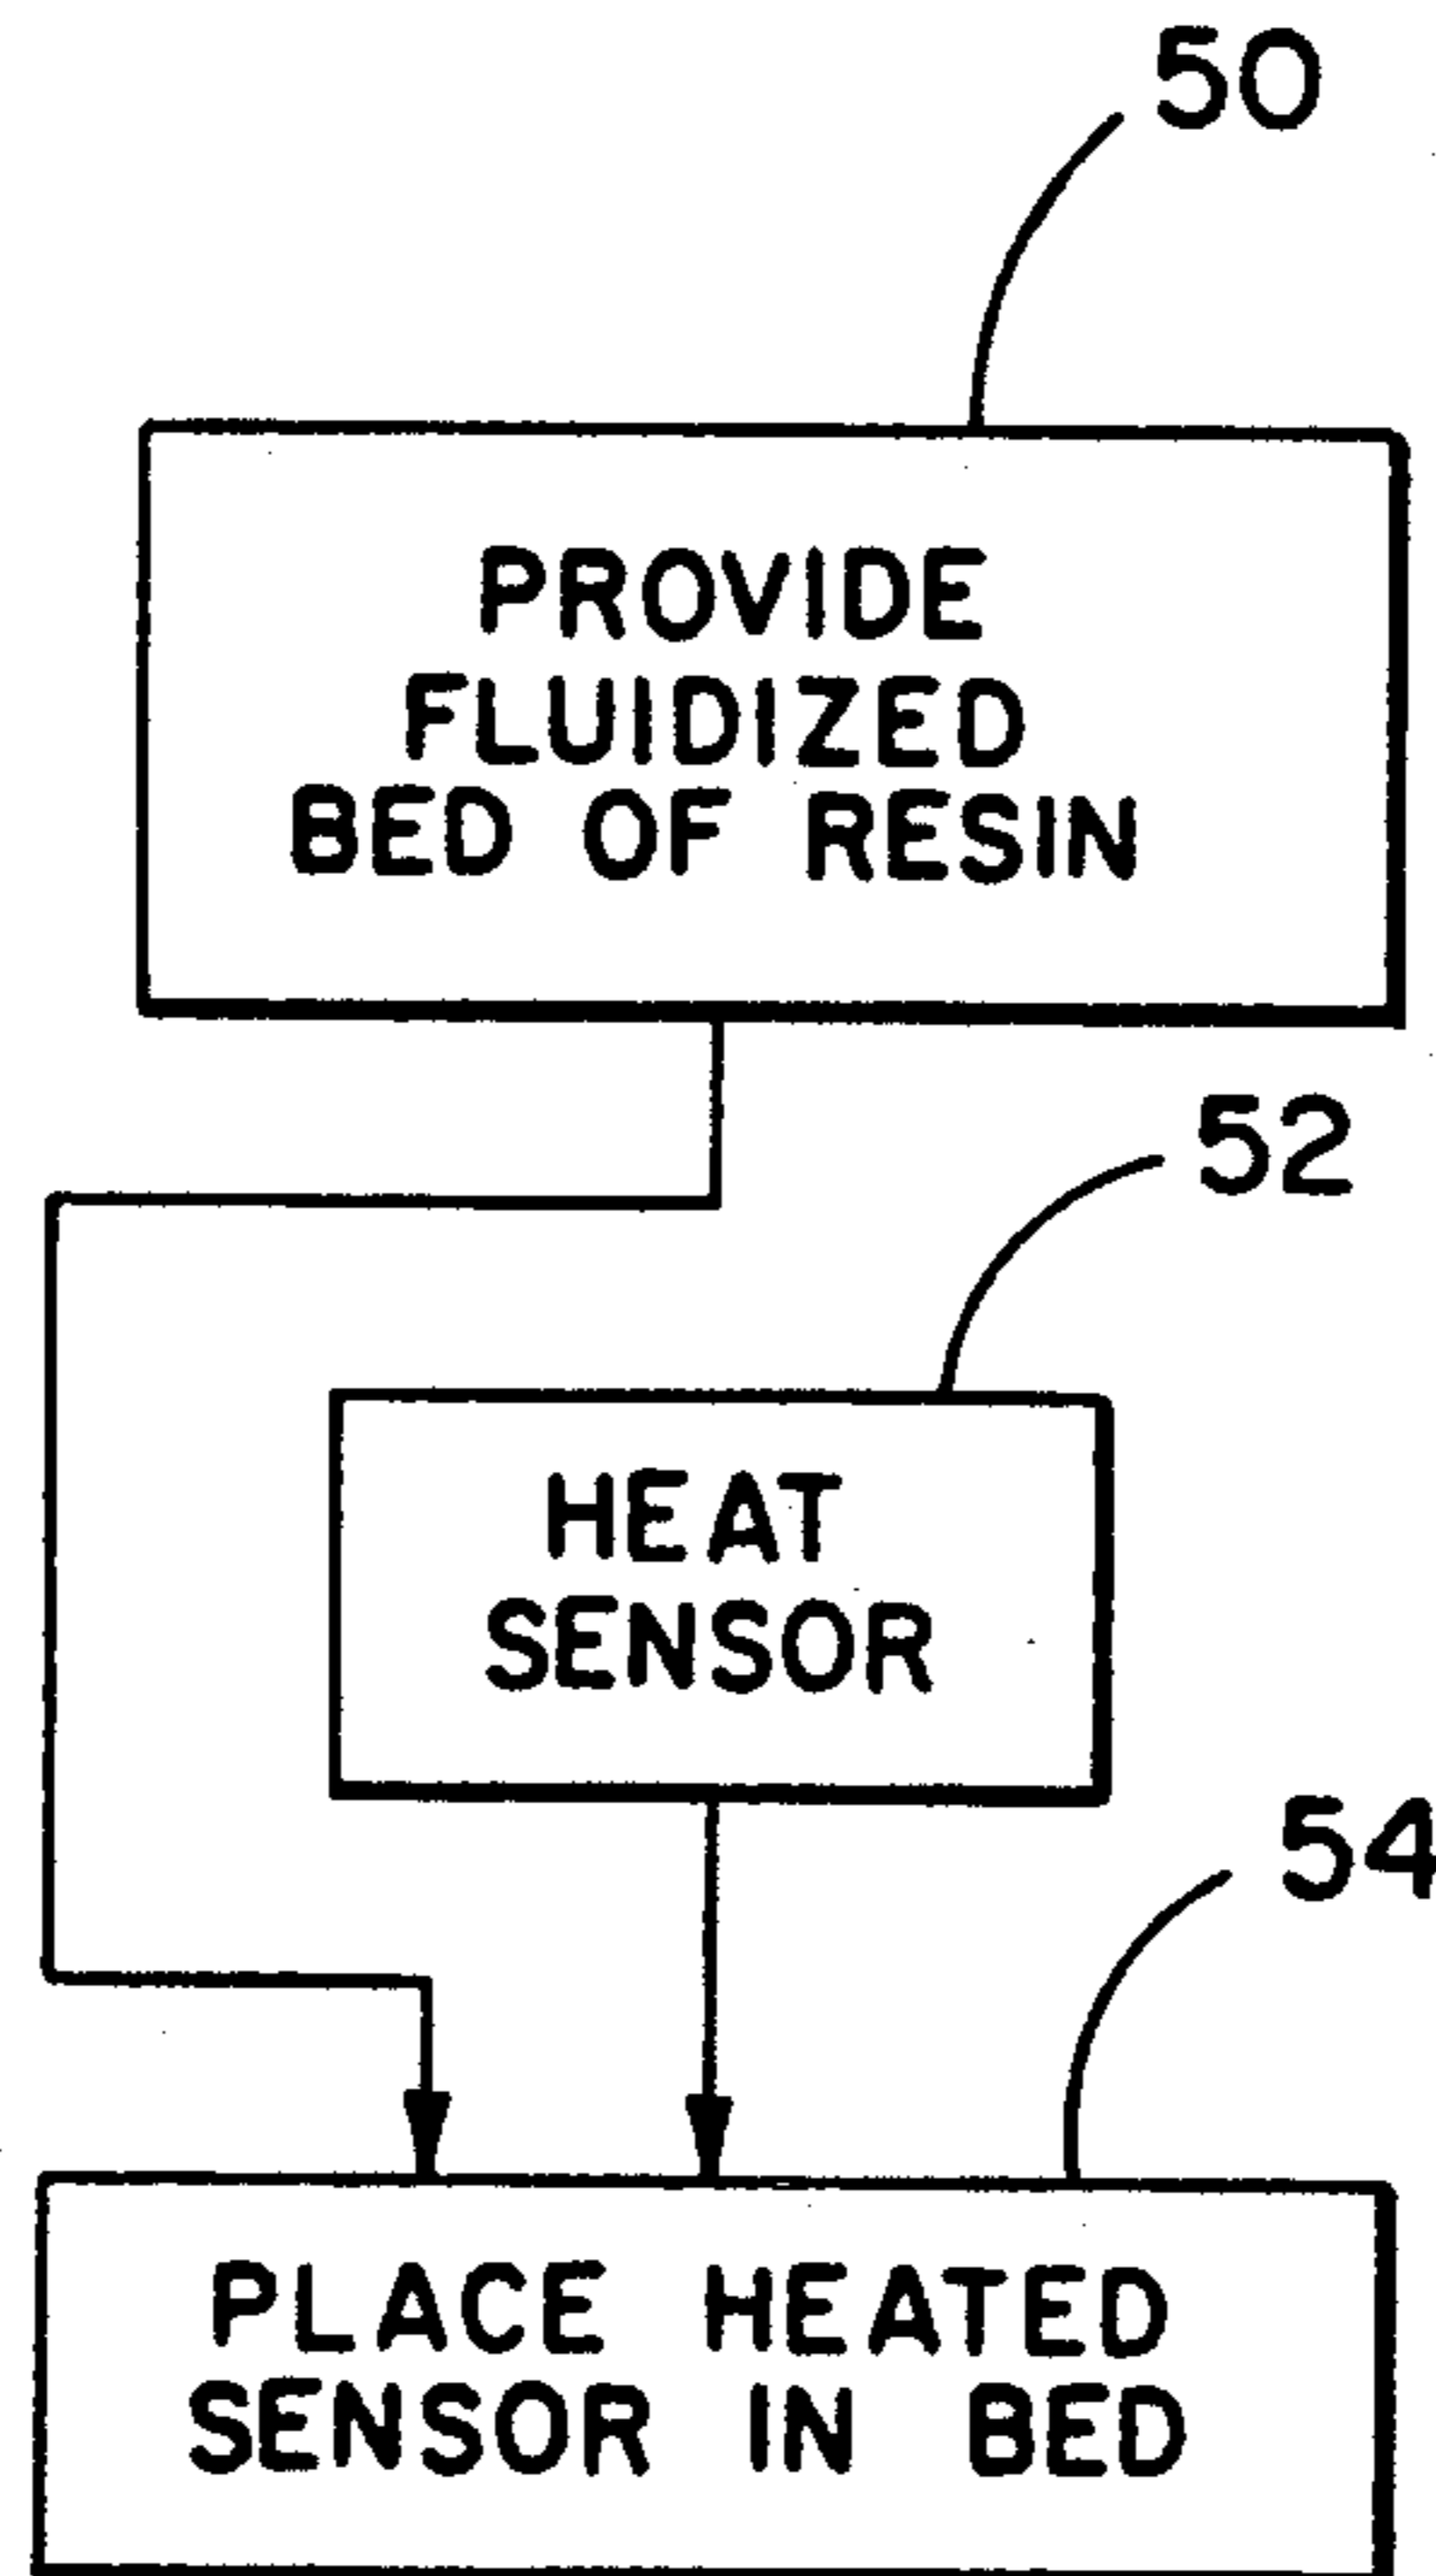 50
PROVIDE
FLUIDIZED
BED OF RESIN
52
HEAT
SENSOR
54
PLACE HEATED
SENSOR IN BED